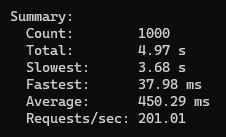 Summary:
Count: 1000
Total: 4.97 s
Slowest: 3.68 s
Fastest: 37.98 ms
Average: 450.29 ms
Requests/sec: 201.01